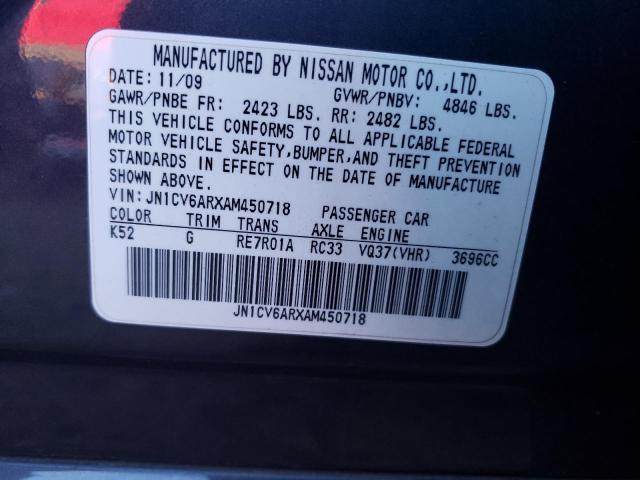 MANUFACTURED BY NISSAN MOTOR CO.,LTD.
DATE: 11/09 GVWR/PNBV: 4846 LBS.
GAWR/PNBE FR: 2423 LBS. RR: 2482 LBS.
THIS VEHICLE CONFORMS TO ALL APPLICABLE FEDERAL
MOTOR VEHICLE SAFETY,BUMPER,AND THEFT PREVENTION
STANDARDS IN EFFECT ON THE DATE OF MANUFACTURE
SHOWN ABOVE.
VIN:JN1CV6ARXAM450718 PASSENGER CAR
COLOR TRIM TRANS AXLE ENGINE
K52 G RE7R01A RC33 VQ37(VHR) 3696CC
JN1CV6ARXAM450718